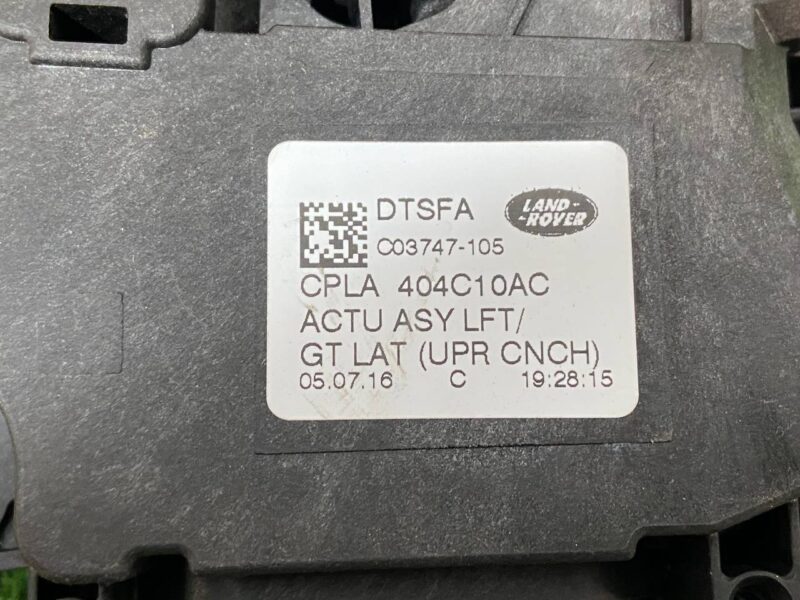 DTSFA
LAND-
-ROVER
C03747-105
CPLA 404C10AC
ACTU ASY LFT/
GT LAT (UPR CNCH)
05.07.16 C 19:28:15